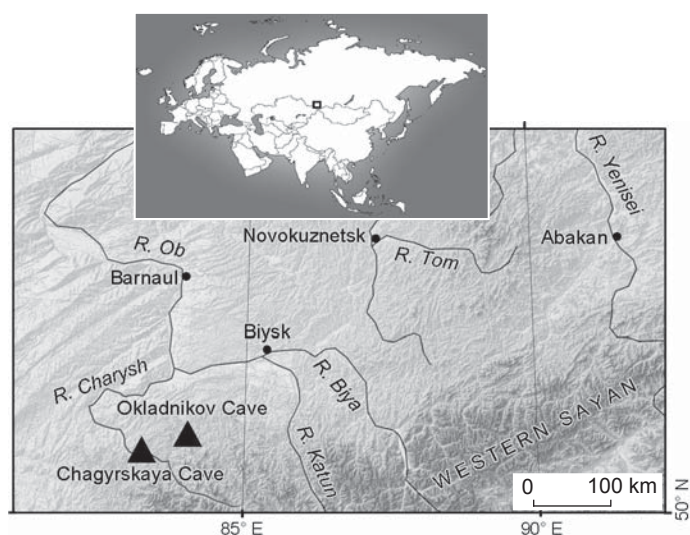 R. Yenisei
R. Ob
Novokuznetsk
Abakan
R. Tom
Barnaul
Biysk
R. Charysh
R. Biya
Okladnikov Cave
WESTERN SAYAN
R. Katun
Chagyrskaya Cave
0 100 km
50° N
85° E
90° E